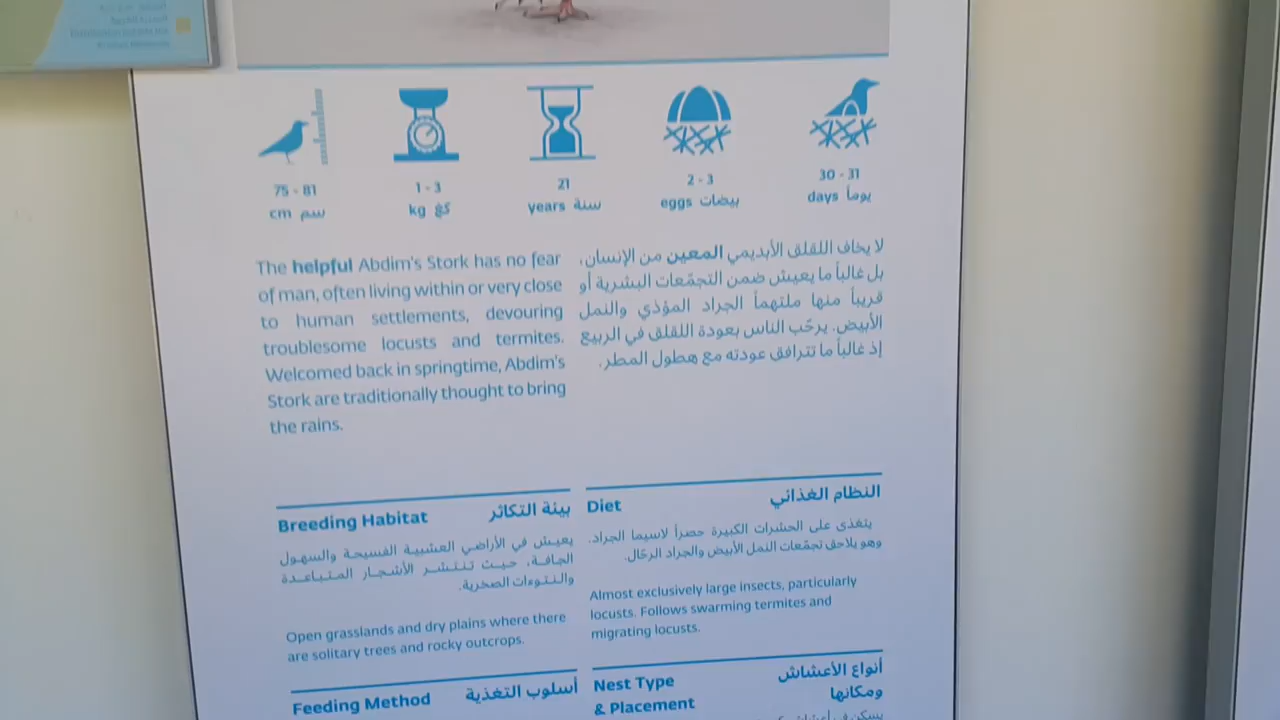 75 - 81
cm سم
1 - 3
kg كغ
21
years سنة
2 - 3
eggs بيضات
30 - 31
days يوماً
The helpful Abdim's Stork has no fear
of man, often living within or very close
to human settlements, devouring
troublesome locusts and termites.
Welcomed back in springtime, Abdim's
Stork are traditionally thought to bring
the rains.
لا يخاف اللقلق الأبديمي المعين من الإنسان،
بل غالباً ما يعيش ضمن التجمّعات البشرية أو
قريباً منها ملتهماً الجراد المؤذي والنمل
الأبيض. يرحّب الناس بعودة اللقلق في الربيع
إذ غالباً ما تترافق عودته مع هطول المطر.
Breeding Habitat بيئة التكاثر
يعيش في الأراضي العشبية الفسيحة والسهول
الجافة، حيث تنتشر الأشجار المتباعدة
والنتوءات الصخرية.
Open grasslands and dry plains where there
are solitary trees and rocky outcrops.
Diet النظام الغذائي
يتغذى على الحشرات الكبيرة حصراً لاسيما الجراد.
وهو يلاحق تجمّعات النمل الأبيض والجراد الرحّال.
Almost exclusively large insects, particularly
locusts. Follows swarming termites and
migrating locusts.
Feeding Method أسلوب التغذية
Nest Type أنواع الأعشاش
& Placement ومكانها